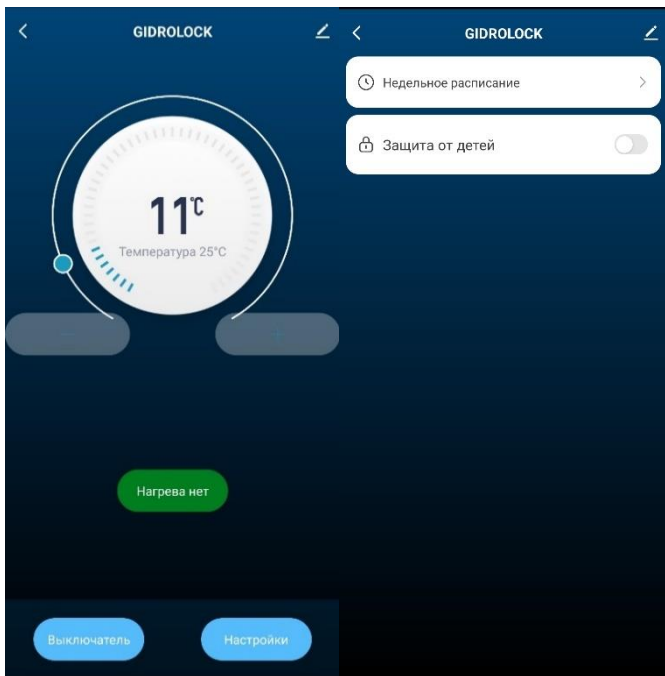 GIDROLOCK
11°C
Температура 25°C
−
+
Нагрева нет
Выключатель
Настройки
GIDROLOCK
Недельное расписание
Защита от детей